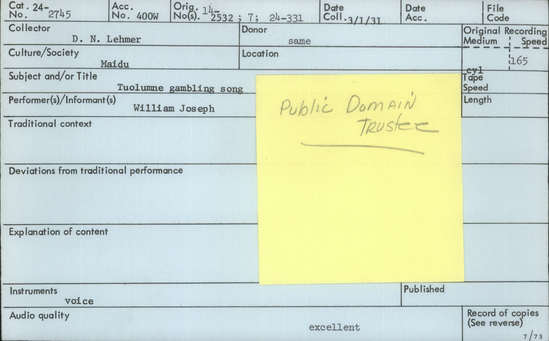 Cat. 24- 2745 Acc. No. 400W Orig. No(s). 14-2532; 7; 24-331 Date Coll. 3/1/31 Date Acc. File Code
Collector D. N. Lehmer Donor same Original Recording Medium Speed
Culture/Society Maidu Location cyl 165
Subject and/or Title Tuolumne gambling song Tape Speed
Performer(s)/Informant(s) William Joseph Length
Public Domain
Trustee
Traditional context
Deviations from traditional performance
Explanation of content
Instruments voice Published
Audio quality excellent Record of copies (See reverse)
7/73